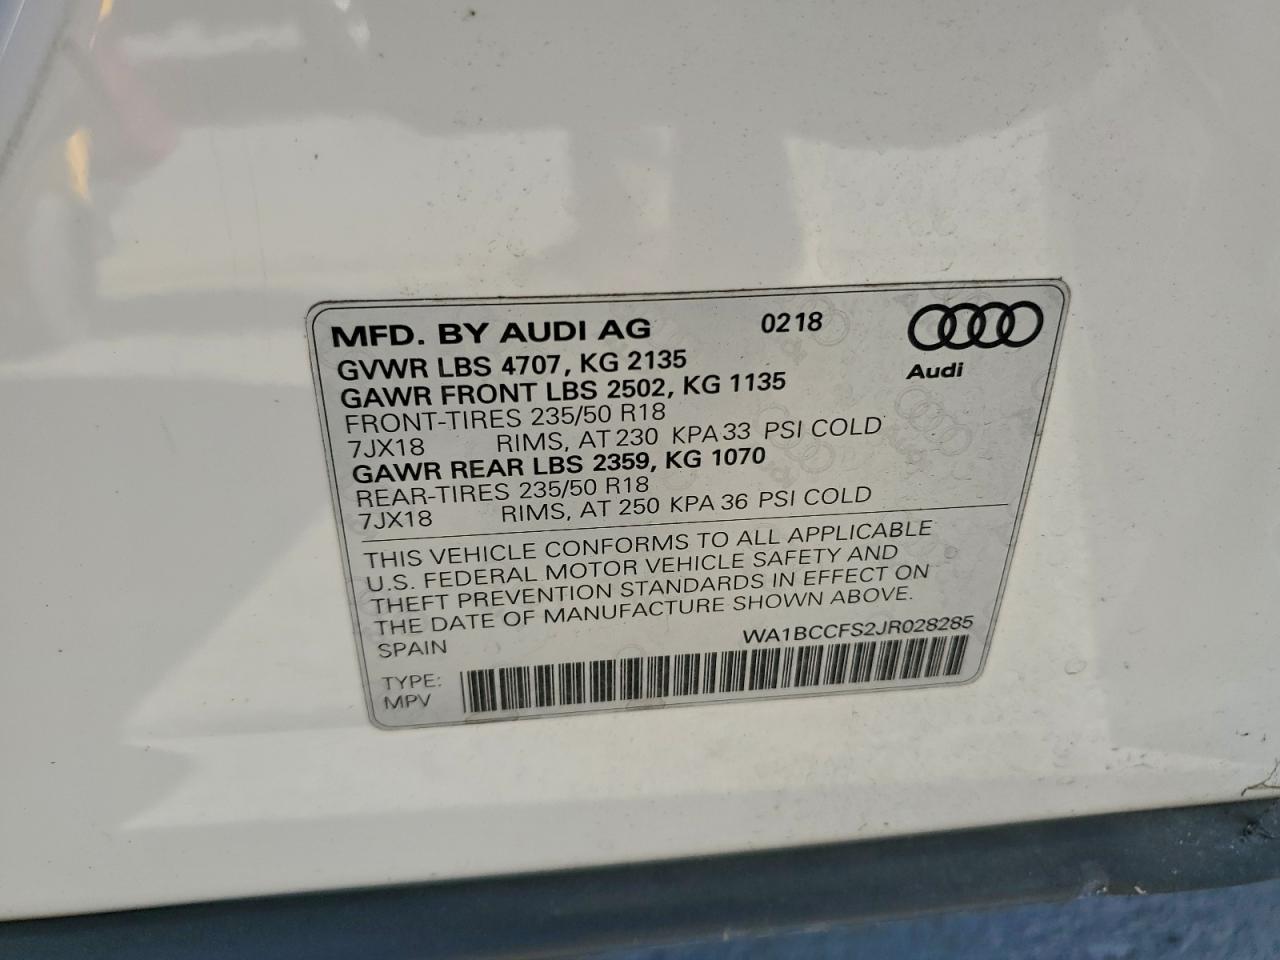 MFD. BY AUDI AG 0218
Audi
GVWR LBS 4707, KG 2135
GAWR FRONT LBS 2502, KG 1135
FRONT-TIRES 235/50 R18
7JX18 RIMS, AT 230 KPA 33 PSI COLD
GAWR REAR LBS 2359, KG 1070
REAR-TIRES 235/50 R18
7JX18 RIMS, AT 250 KPA 36 PSI COLD
THIS VEHICLE CONFORMS TO ALL APPLICABLE
U.S. FEDERAL MOTOR VEHICLE SAFETY AND
THEFT PREVENTION STANDARDS IN EFFECT ON
THE DATE OF MANUFACTURE SHOWN ABOVE.
SPAIN WA1BCCFS2JR028285
TYPE:
MPV